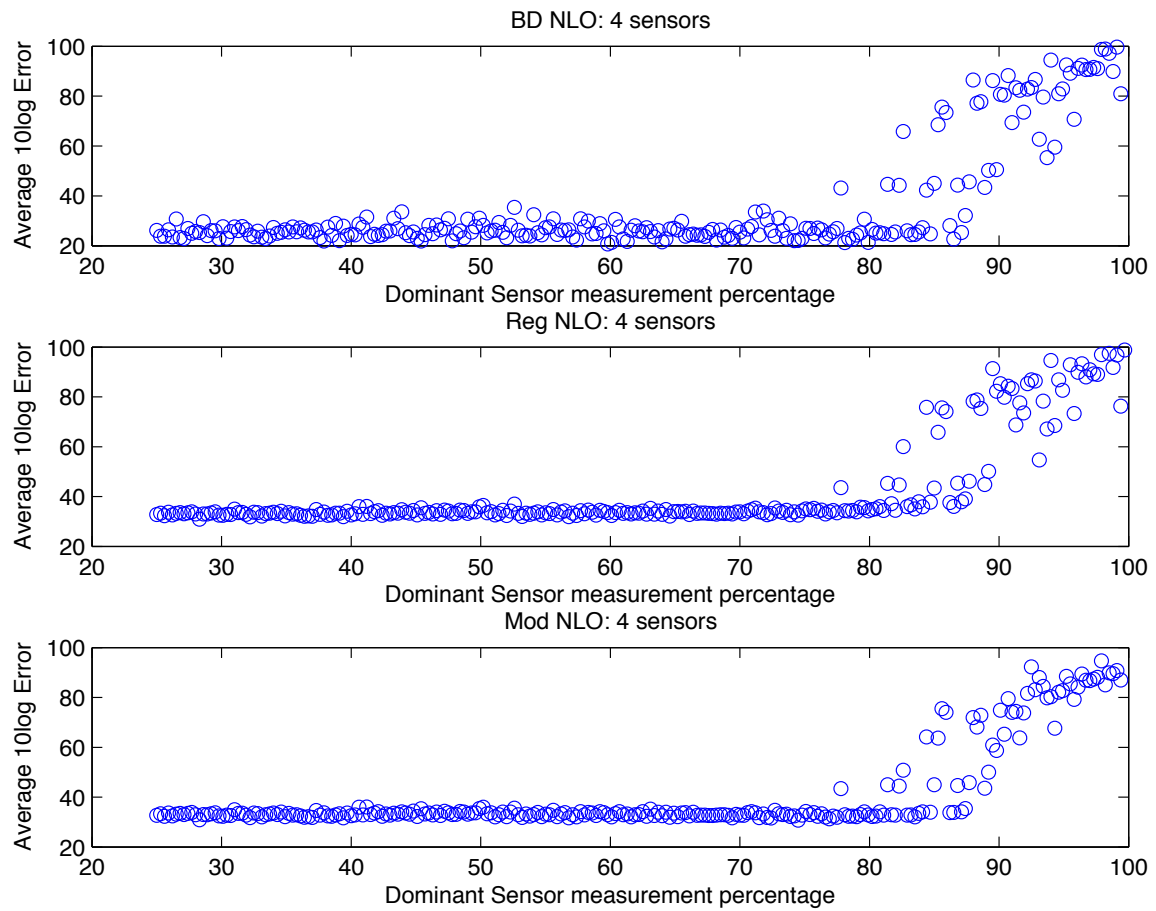 BD NLO: 4 sensors
Average 10log Error
100
80
60
40
20
20 30 40 50 60 70 80 90 100
Dominant Sensor measurement percentage
Reg NLO: 4 sensors
Average 10log Error
100
80
60
40
20
20 30 40 50 60 70 80 90 100
Dominant Sensor measurement percentage
Mod NLO: 4 sensors
Average 10log Error
100
80
60
40
20
20 30 40 50 60 70 80 90 100
Dominant Sensor measurement percentage